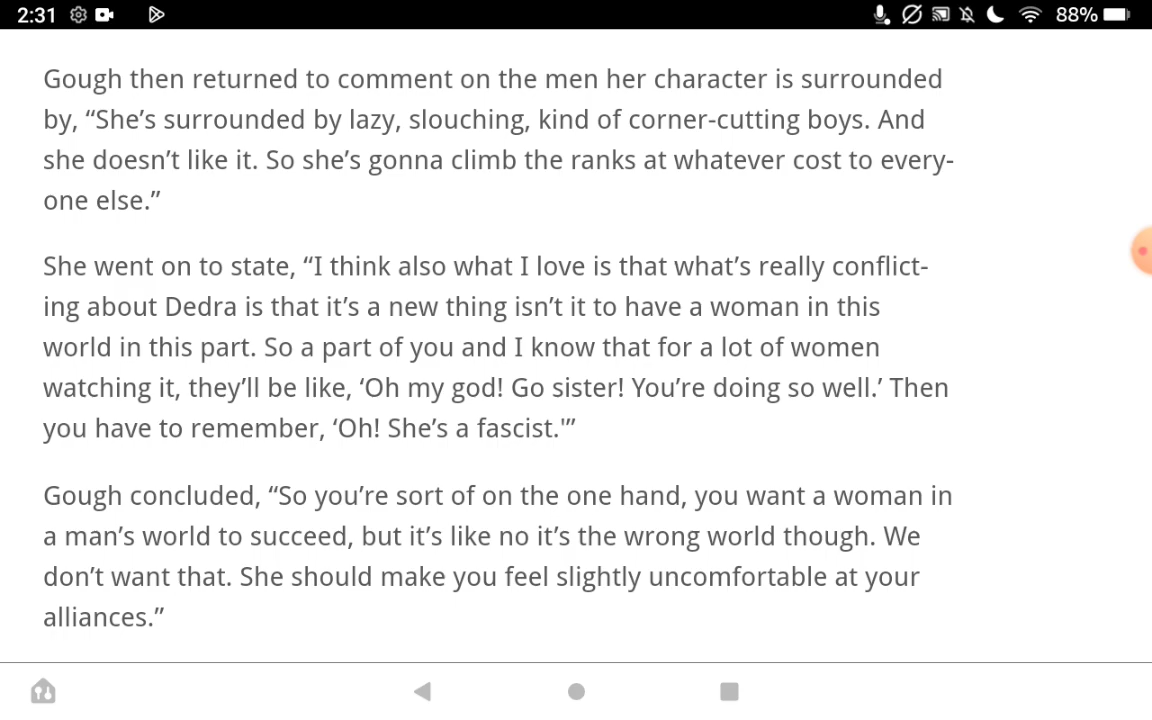 2:31
88%
Gough then returned to comment on the men her character is surrounded
by, “She’s surrounded by lazy, slouching, kind of corner-cutting boys. And
she doesn’t like it. So she’s gonna climb the ranks at whatever cost to every-
one else.”
She went on to state, “I think also what I love is that what’s really conflict-
ing about Dedra is that it’s a new thing isn’t it to have a woman in this
world in this part. So a part of you and I know that for a lot of women
watching it, they’ll be like, ‘Oh my god! Go sister! You’re doing so well.’ Then
you have to remember, ‘Oh! She’s a fascist.'”
Gough concluded, “So you’re sort of on the one hand, you want a woman in
a man’s world to succeed, but it’s like no it’s the wrong world though. We
don’t want that. She should make you feel slightly uncomfortable at your
alliances.”